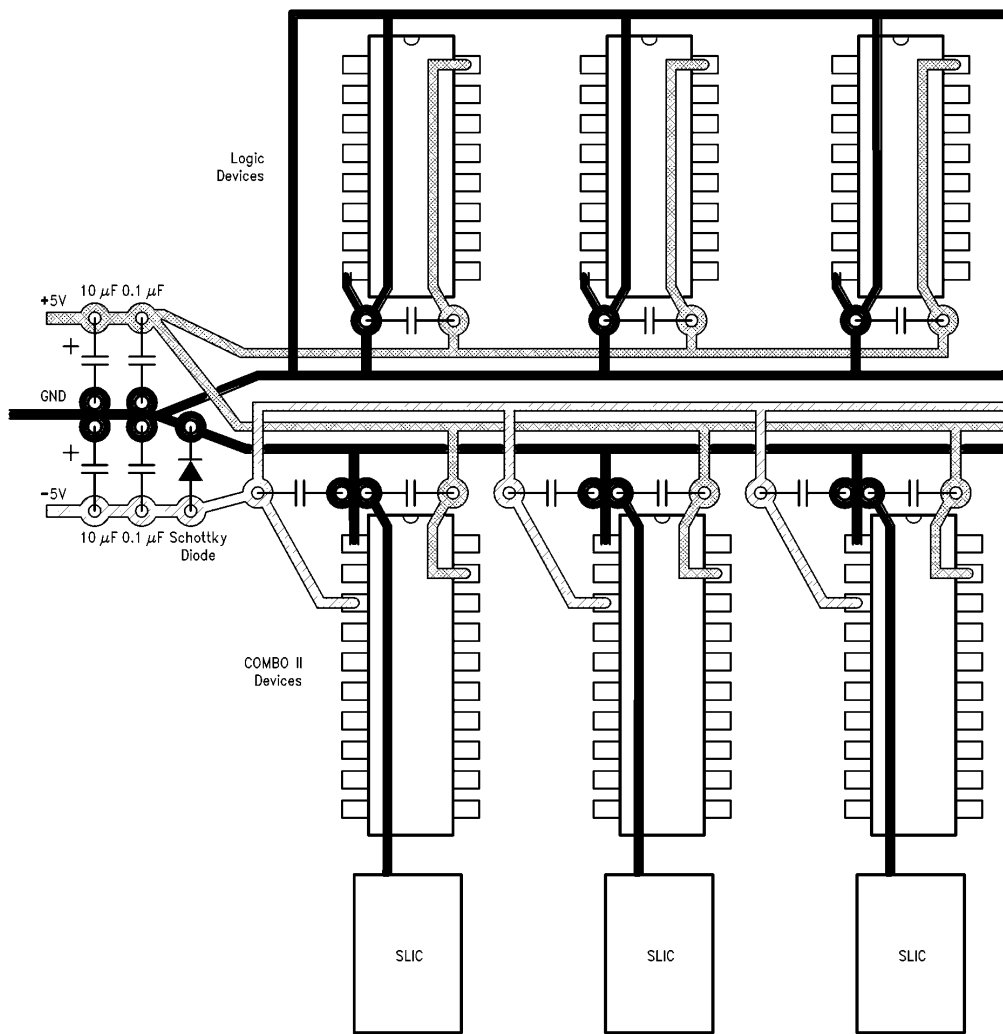 Logic
Devices
10 μF 0.1 μF
+5V
+
GND
+
−5V
10 μF 0.1 μF Schottky
Diode
COMBO II
Devices
SLIC
SLIC
SLIC